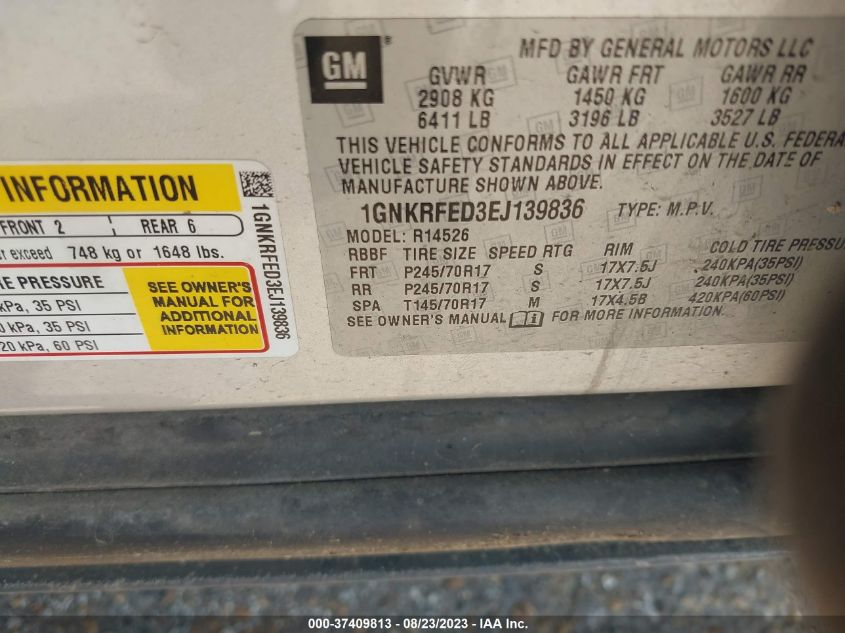 GM
MFD BY GENERAL MOTORS LLC
GVWR GAWR FRT GAWR RR
2908 KG 1450 KG 1600 KG
6411 LB 3196 LB 3527 LB
THIS VEHICLE CONFORMS TO ALL APPLICABLE U.S. FEDERA
VEHICLE SAFETY STANDARDS IN EFFECT ON THE DATE OF
MANUFACTURE SHOWN ABOVE.
1GNKRFED3EJ139836 TYPE: M.P.V.
MODEL: R14526
RBBF TIRE SIZE SPEED RTG RIM COLD TIRE PRESSU
FRT P245/70R17 S 17X7.5J 240KPA(35PSI)
RR P245/70R17 S 17X7.5J 240KPA(35PSI)
SPA T145/70R17 M 17X4.5B 420KPA(60PSI)
SEE OWNER'S MANUAL FOR MORE INFORMATION.
INFORMATION
FRONT 2 REAR 6
r exceed 748 kg or 1648 lbs.
RE PRESSURE
kPa, 35 PSI
0 kPa, 35 PSI
20 kPa, 60 PSI
SEE OWNER'S
MANUAL FOR
ADDITIONAL
INFORMATION
1GNKRFED3EJ139836
000-37409813 - 08/23/2023 - IAA Inc.